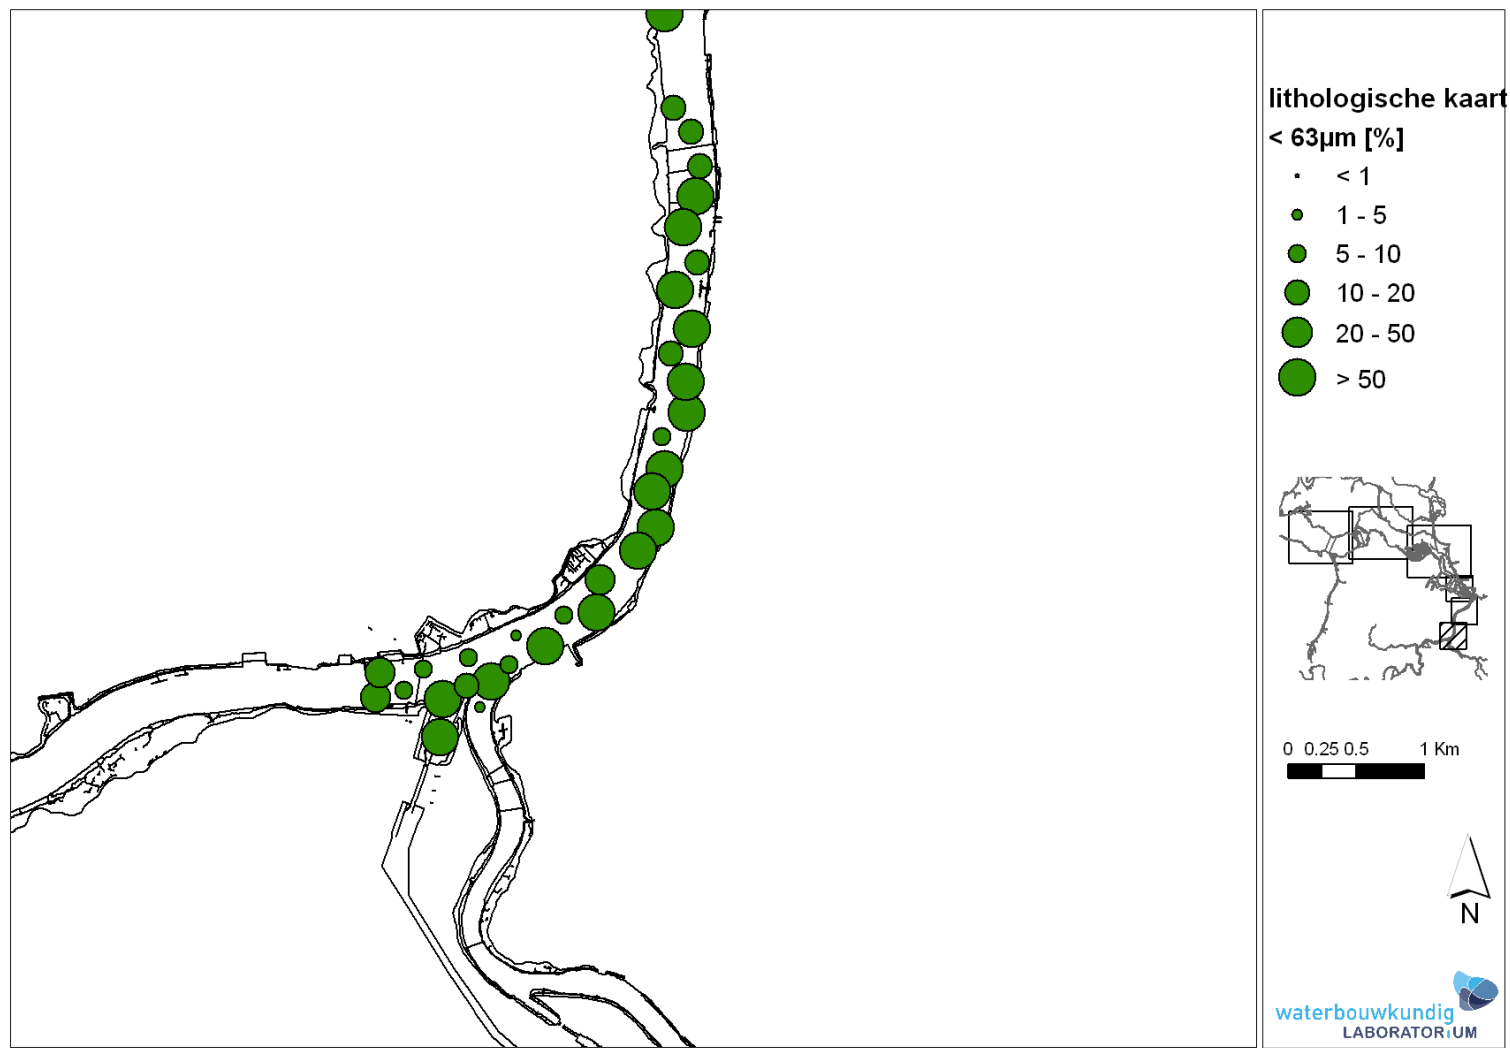 lithologische kaart
< 63µm [%]
< 1
1 - 5
5 - 10
10 - 20
20 - 50
> 50
0 0.25 0.5 1 Km
N
waterbouwkundig
LABORATORIUM